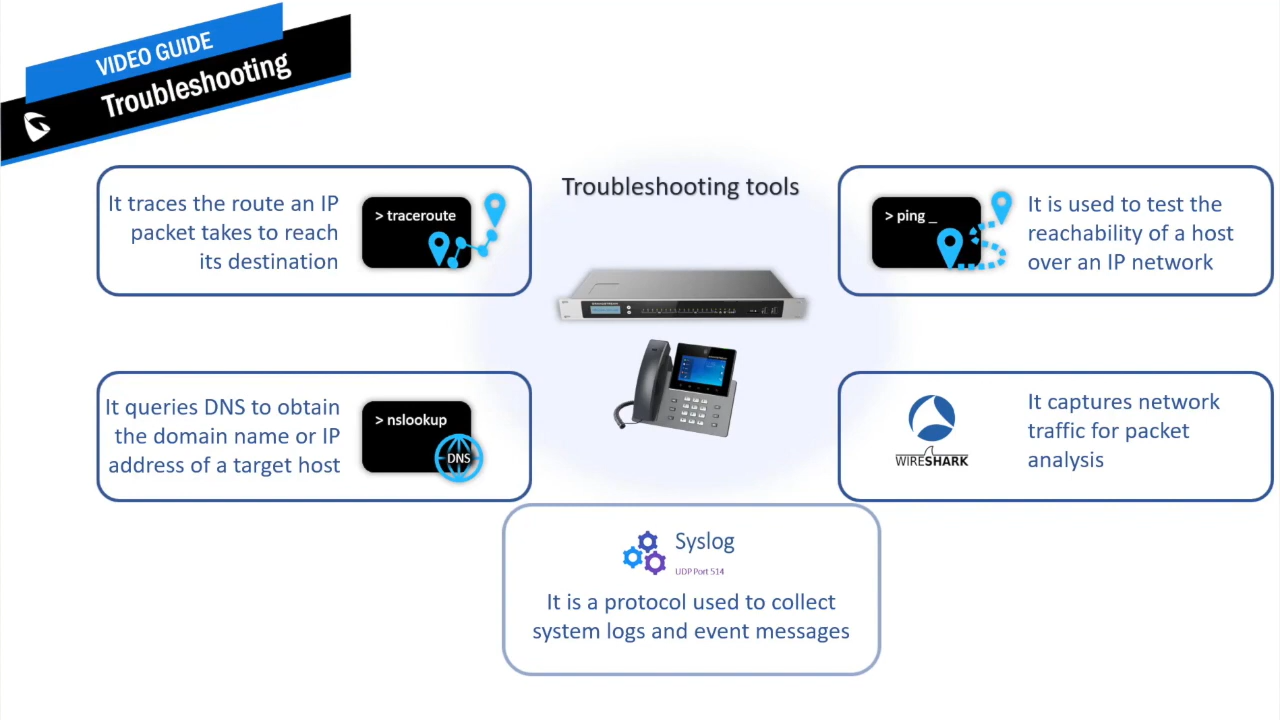 VIDEO GUIDE
Troubleshooting
Troubleshooting tools
It traces the route an IP
packet takes to reach
its destination
> traceroute
> ping _
It is used to test the
reachability of a host
over an IP network
It queries DNS to obtain
the domain name or IP
address of a target host
> nslookup
DNS
WIRESHARK
It captures network
traffic for packet
analysis
Syslog
UDP Port 514
It is a protocol used to collect
system logs and event messages